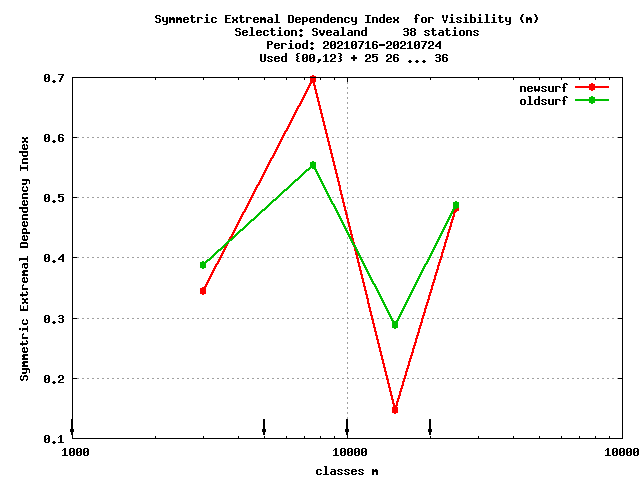 Symmetric Extremal Dependency Index  for Visibility (m)
Selection: Svealand     38 stations
Period: 20210716-20210724
Used {00,12} + 25 26 ... 36
newsurf
oldsurf
0.7
0.6
0.5
0.4
0.3
0.2
0.1
Symmetric Extremal Dependency Index
1000
10000
10000
classes m